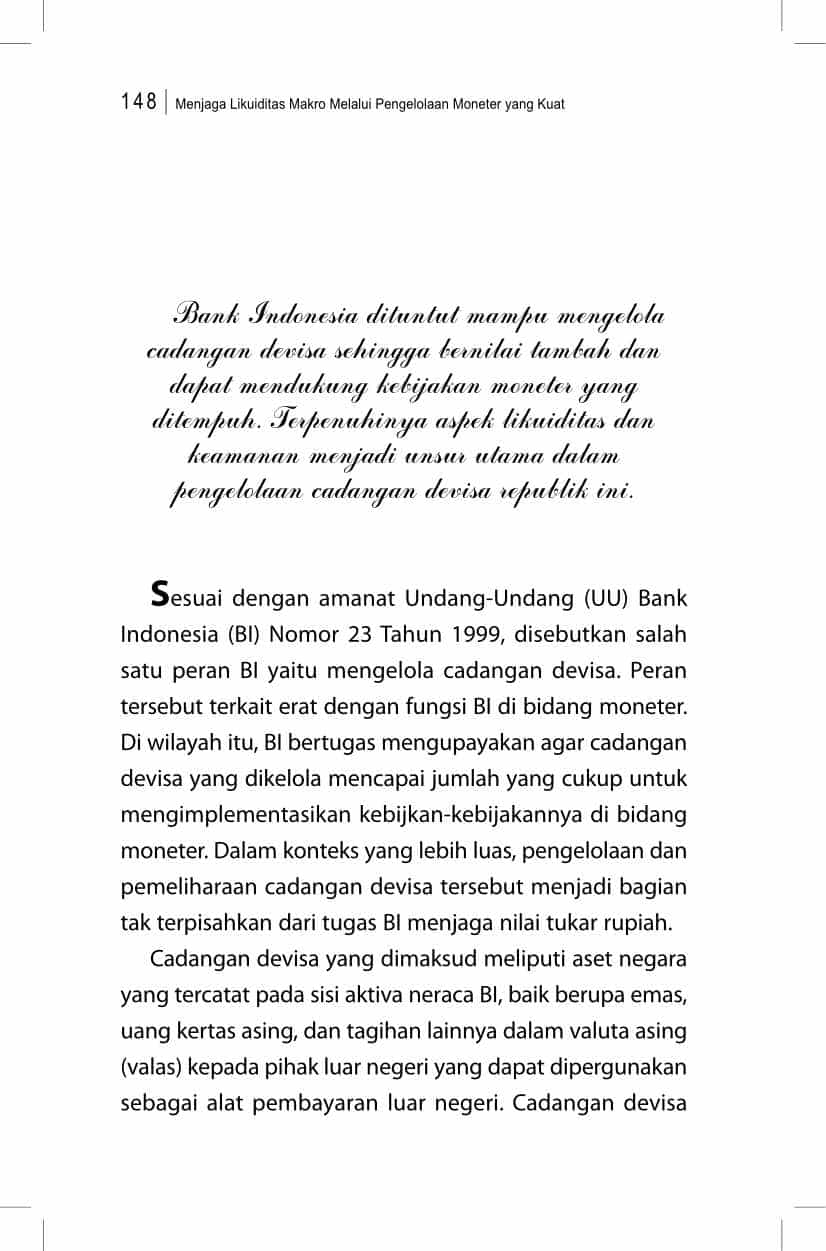 148 | Menjaga Likuiditas Makro Melalui Pengelolaan Moneter yang Kuat
Bank Indonesia dituntut mampu mengelola
cadangan devisa sehingga bernilai tambah dan
dapat mendukung kebijakan moneter yang
ditempuh. Terpenuhinya aspek likuiditas dan
keamanan menjadi unsur utama dalam
pengelolaan cadangan devisa republik ini.
Sesuai dengan amanat Undang-Undang (UU) Bank
Indonesia (BI) Nomor 23 Tahun 1999, disebutkan salah
satu peran BI yaitu mengelola cadangan devisa. Peran
tersebut terkait erat dengan fungsi BI di bidang moneter.
Di wilayah itu, BI bertugas mengupayakan agar cadangan
devisa yang dikelola mencapai jumlah yang cukup untuk
mengimplementasikan kebijkan-kebijakannya di bidang
moneter. Dalam konteks yang lebih luas, pengelolaan dan
pemeliharaan cadangan devisa tersebut menjadi bagian
tak terpisahkan dari tugas BI menjaga nilai tukar rupiah.
Cadangan devisa yang dimaksud meliputi aset negara
yang tercatat pada sisi aktiva neraca BI, baik berupa emas,
uang kertas asing, dan tagihan lainnya dalam valuta asing
(valas) kepada pihak luar negeri yang dapat dipergunakan
sebagai alat pembayaran luar negeri. Cadangan devisa